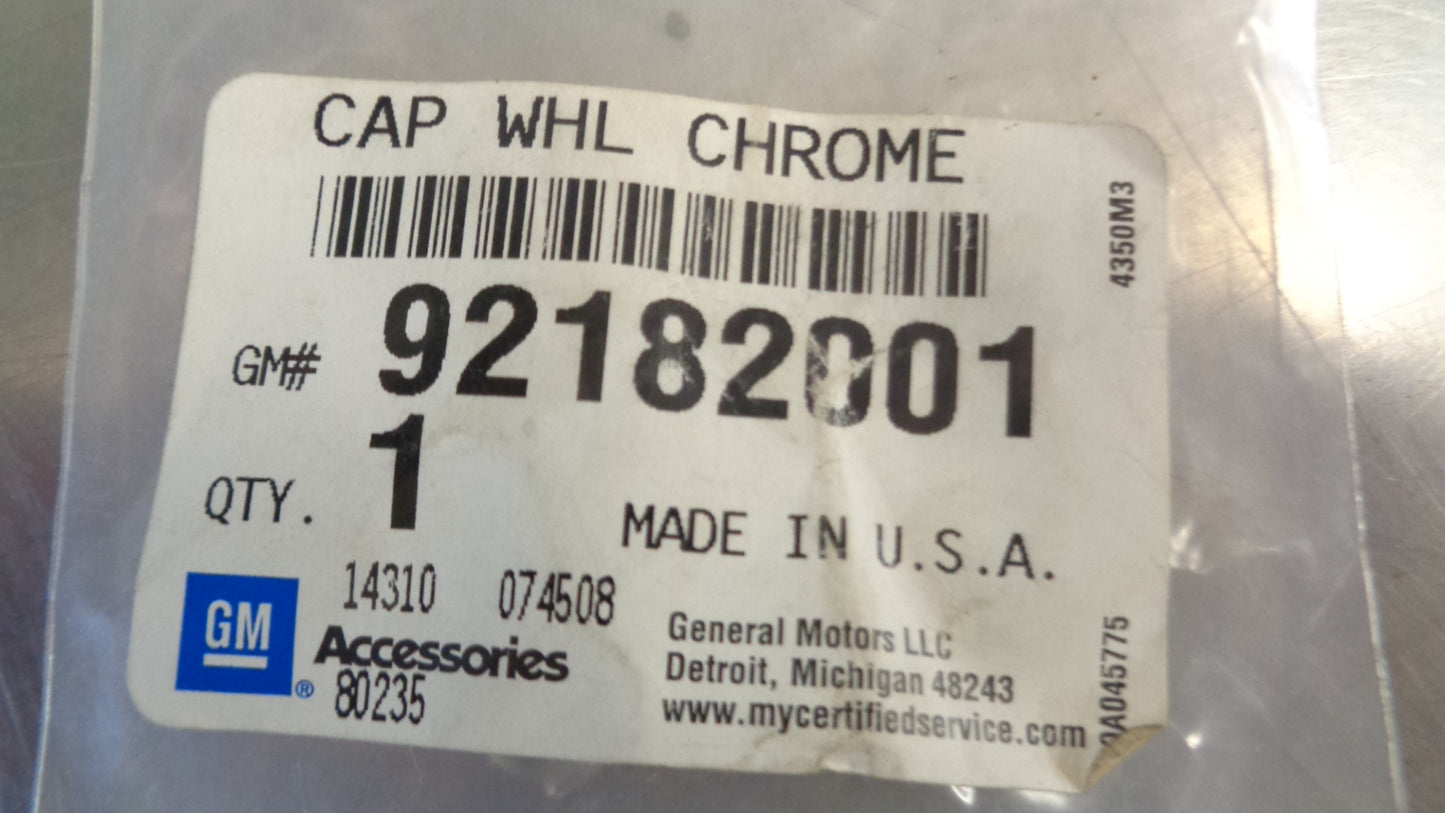 CAP WHL CHROME
4350M3
GM# 92182001
QTY. 1
MADE IN U.S.A.
14310 074508
GM ®
Accessories
80235
General Motors LLC
Detroit, Michigan 48243
www.mycertifiedservice.com